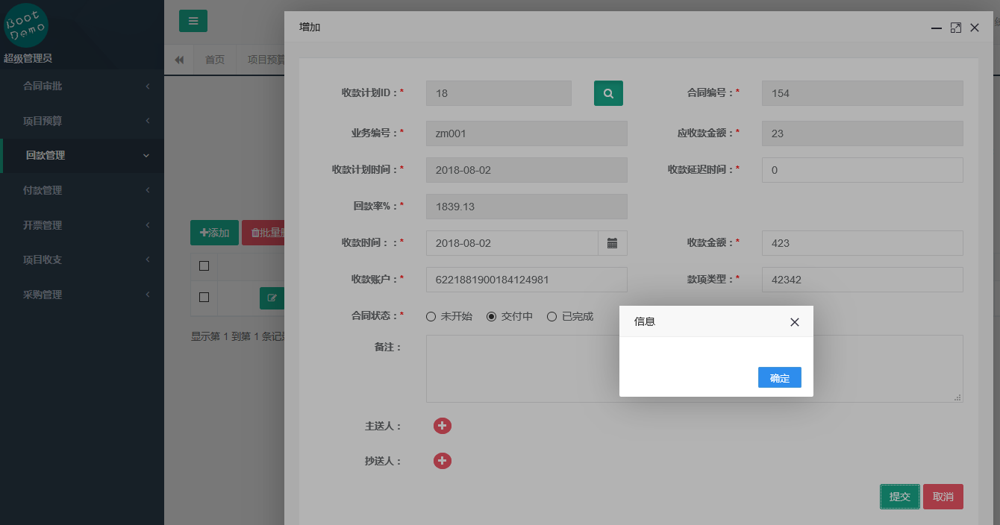 Boot
Demo
超级管理员
合同审批
项目预算
回款管理
付款管理
开票管理
项目收支
采购管理
首页
项目预算
添加
批量删
显示第 1 到第 1 条记录
增加
收款计划ID：* 18
合同编号：* 154
业务编号：* zm001
应收款金额：* 23
收款计划时间：* 2018-08-02
收款延迟时间：* 0
回款率%：* 1839.13
收款时间：：* 2018-08-02
收款金额：* 423
收款账户：* 6221881900184124981
款项类型：* 42342
合同状态：* 未开始 交付中 已完成
备注：
主送人：
抄送人：
提交 取消
信息
确定